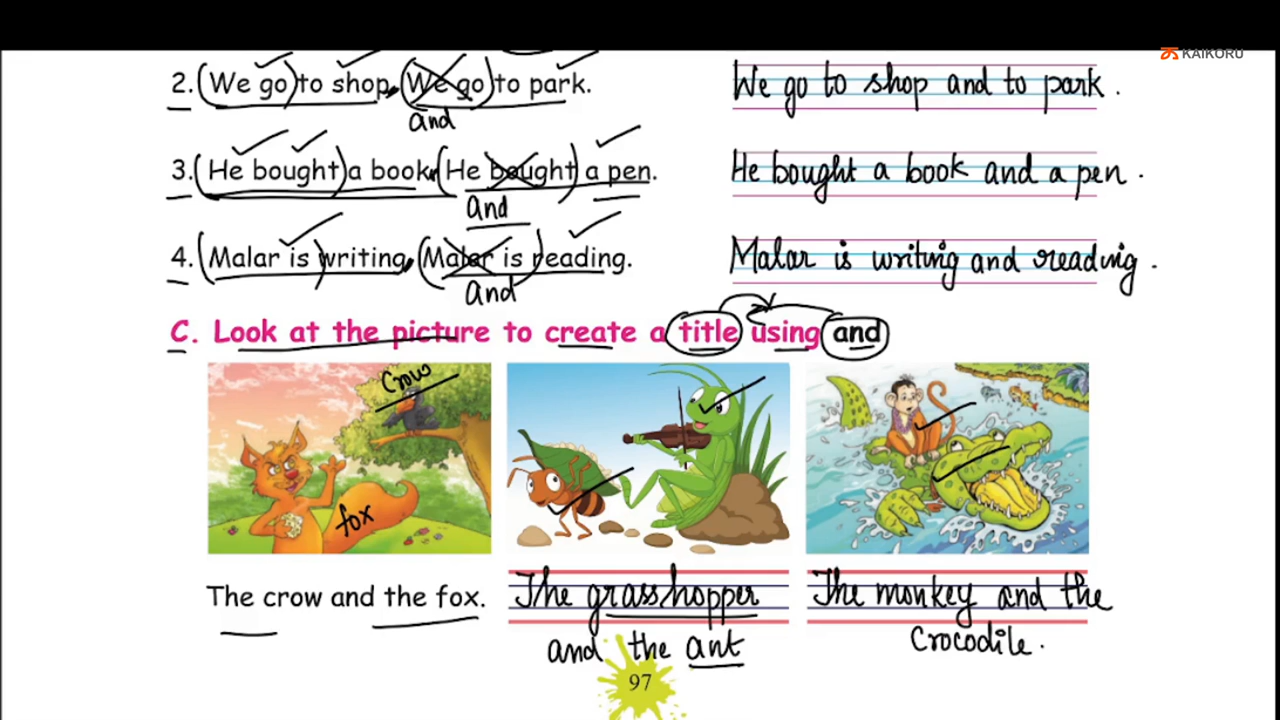 KAIKORU
2. We go to shop. We go to park.
and
We go to shop and to park.
3. He bought a book. He bought a pen.
and
He bought a book and a pen.
4. Malar is writing. Malar is reading.
and
Malar is writing and reading.
C. Look at the picture to create a title using and
Crow
fox
The crow and the fox.
The grasshopper
and the ant
The monkey and the
Crocodile.
97